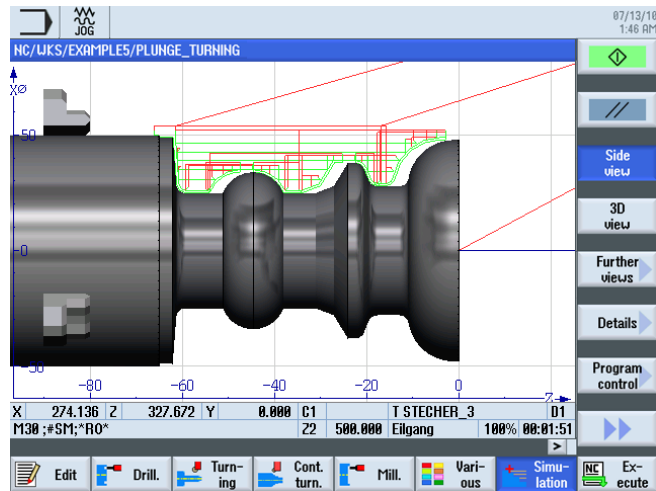 JOG
07/13/10
1:46 AM
NC/WKS/EXAMPLE5/PLUNGE_TURNING
XØ
50
0
-50
-80 -60 -40 -20 0
Z
X 274.136 Z 327.672 Y 0.000 G1 T STECHER_3 D1
M30 ;#SM;*RO* Z2 500.000 Eilgang 100% 00:01:51
>
//
Side view
3D view
Further views
Details
Program control
Edit
Drill.
Turn-
ing
Cont.
turn.
Mill.
Vari-
ous
Simu-
lation
NC
Ex-
ecute